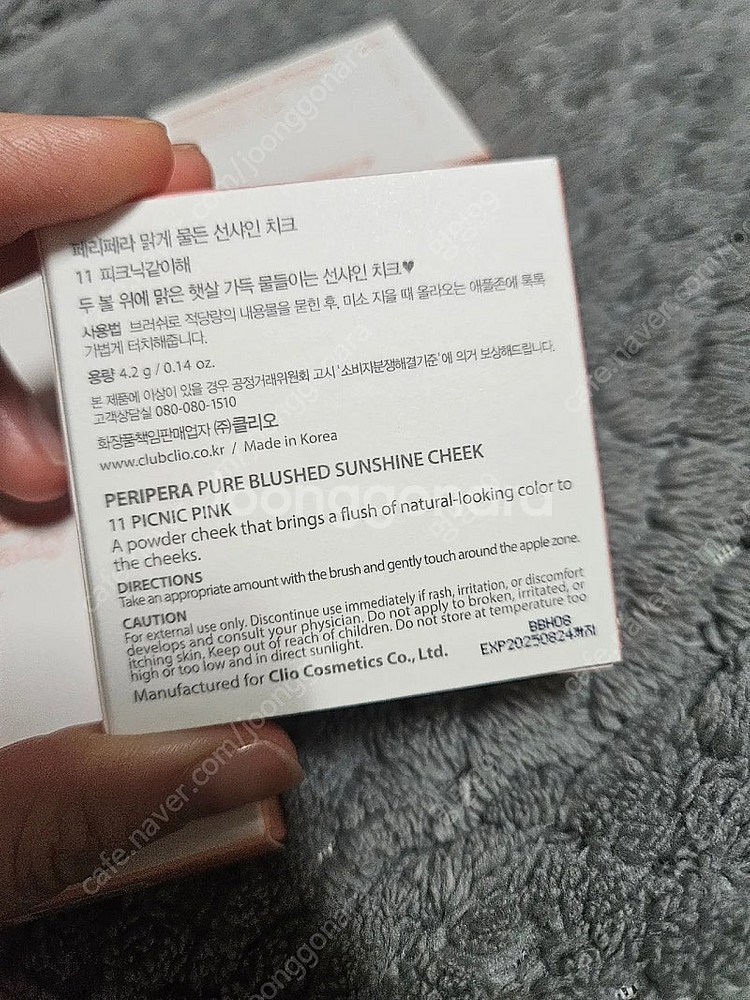 페리페라 맑게 물든 선샤인 치크
11 피크닉같이해
두 볼 위에 맑은 햇살 가득 물들이는 선샤인 치크♥
사용법 브러쉬로 적당량의 내용물을 묻힌 후, 미소 지을 때 올라오는 애플존에 톡톡
가볍게 터치해줍니다.
용량 4.2 g / 0.14 oz.
본 제품에 이상이 있을 경우 공정거래위원회 고시 '소비자분쟁해결기준'에 의거 보상해드립니다.
고객상담실 080-080-1510
화장품책임판매업자 ㈜클리오
www.clubclio.co.kr / Made in Korea
PERIPERA PURE BLUSHED SUNSHINE CHEEK
11 PICNIC PINK
A powder cheek that brings a flush of natural-looking color to
the cheeks.
DIRECTIONS
Take an appropriate amount with the brush and gently touch around the apple zone.
CAUTION
For external use only. Discontinue use immediately if rash, irritation, or discomfort
develops and consult your physician. Do not apply to broken, irritated, or
itching skin. Keep out of reach of children. Do not store at temperature too
high or too low and in direct sunlight.
Manufactured for Clio Cosmetics Co., Ltd.
BBH08
EXP20250824까지
joonggonara
cafe.naver.com/joonggonara